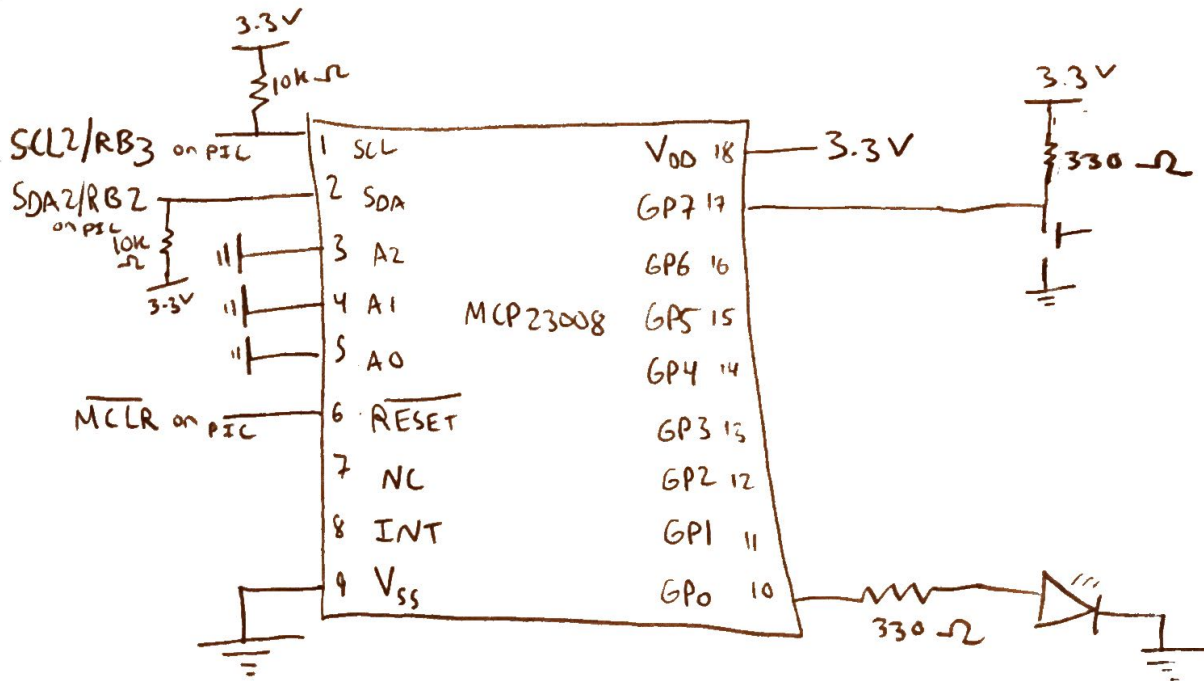 3.3V
10K Ω
SCL2/RB3 on PIC
1 SCL
SDA2/RB2
on PIC
2 SDA
10K
Ω
3.3V
3 A2
4 A1
5 A0
MCLR on PIC
6 RESET
7 NC
8 INT
9 VSS
MCP23008
VDD 18
3.3V
GP7 17
3.3V
330 Ω
GP6 16
GP5 15
GP4 14
GP3 13
GP2 12
GP1 11
GP0 10
330 Ω